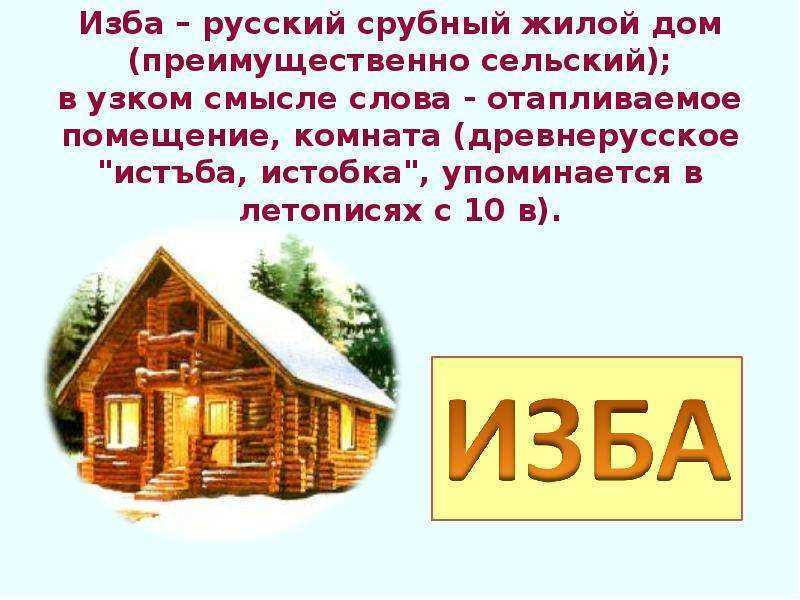 Изба – русский срубный жилой дом
(преимущественно сельский);
в узком смысле слова - отапливаемое
помещение, комната (древнерусское
"истъба, истобка", упоминается в
летописях с 10 в).
ИЗБА